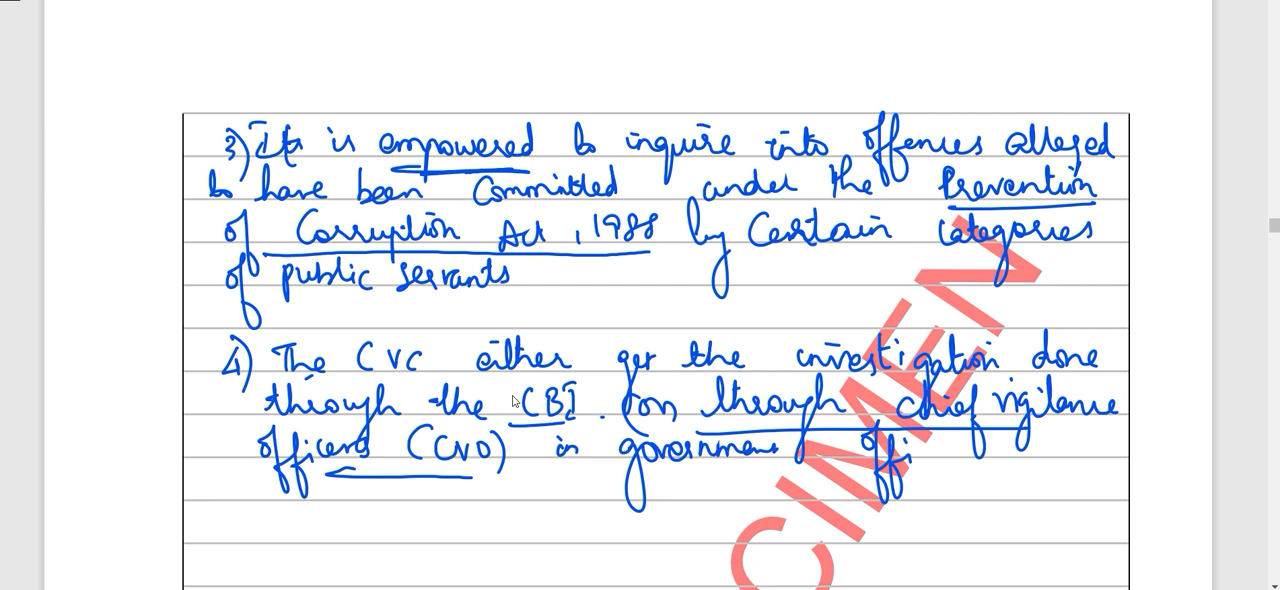 3) It is empowered to inquire into offences alleged
to have been committed under the Prevention
of Corruption Act, 1988 by certain categories
of public servants
4) The CVC either get the investigation done
through the CBI. (or) through chief vigilance
officers (CVO) in government offi
CIMEN